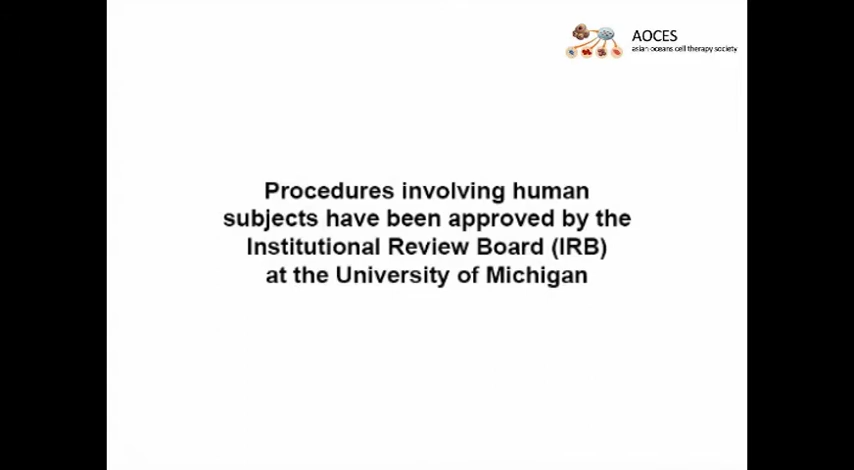 AOCES
asian oceans cell therapy society
Procedures involving human
subjects have been approved by the
Institutional Review Board (IRB)
at the University of Michigan